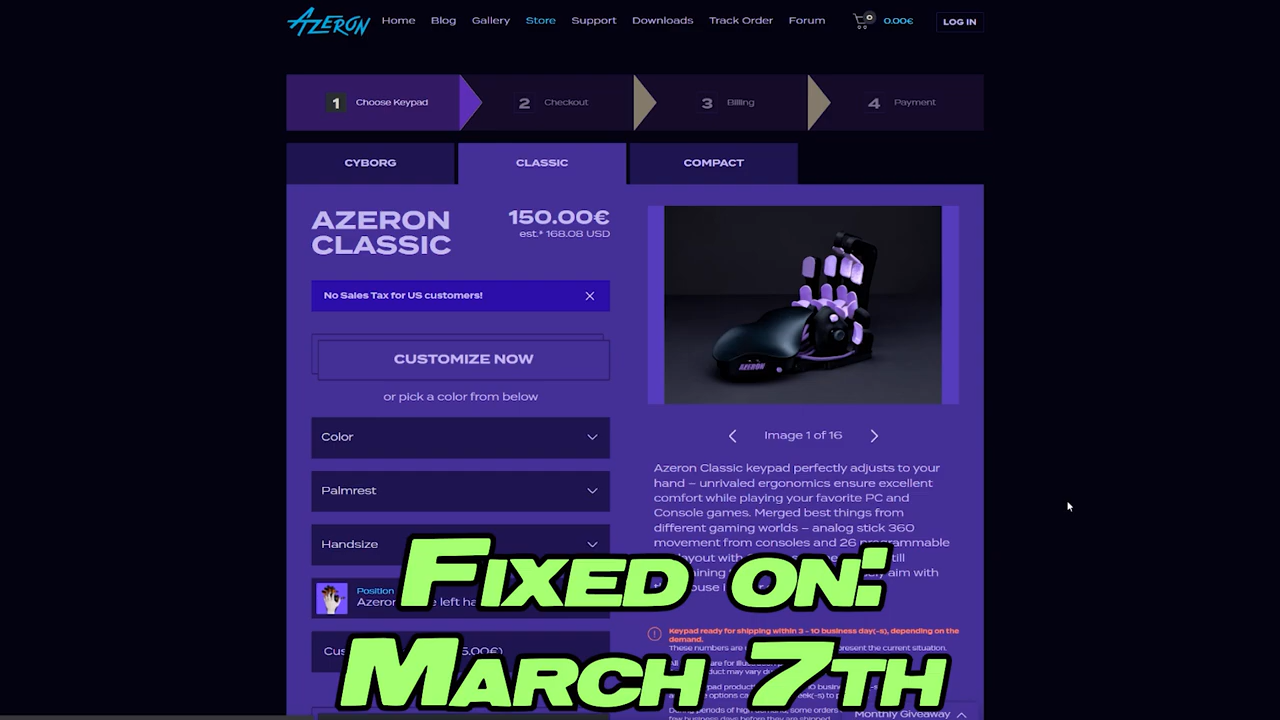 AZERON
Home Blog Gallery Store Support Downloads Track Order Forum 0 0.00€ LOG IN
1 Choose Keypad 2 Checkout 3 Billing 4 Payment
CYBORG CLASSIC COMPACT
AZERON
CLASSIC
150.00€
est.* 168.08 USD
No Sales Tax for US customers!
CUSTOMIZE NOW
or pick a color from below
Color
Palmrest
Handsize
Position
Azeron
AZERON
Image 1 of 16
Azeron Classic keypad perfectly adjusts to your
hand – unrivaled ergonomics ensure excellent
comfort while playing your favorite PC and
Console games. Merged best things from
different gaming worlds – analog stick 360
movement from consoles and 26 programmable
Keypad ready for shipping within 3 - 10 business day(-s), depending on the
demand.
Monthly Giveaway
FIXED ON:
MARCH 7TH